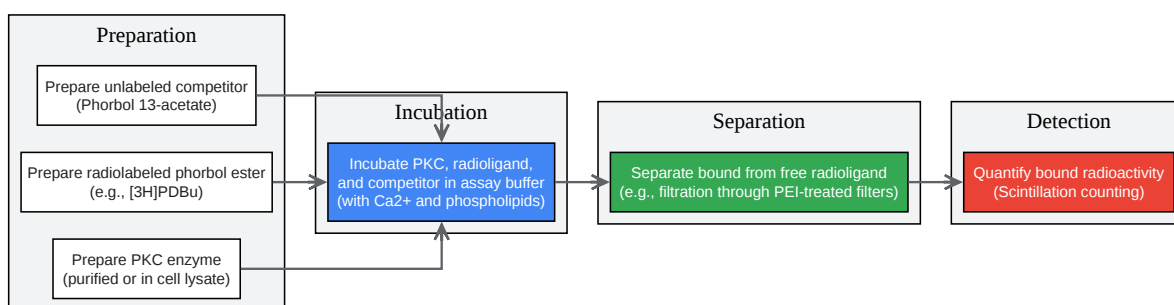 Preparation
Prepare unlabeled competitor
(Phorbol 13-acetate)
Prepare radiolabeled phorbol ester
(e.g., [3H]PDBu)
Prepare PKC enzyme
(purified or in cell lysate)
Incubation
Incubate PKC, radioligand,
and competitor in assay buffer
(with Ca2+ and phospholipids)
Separation
Separate bound from free radioligand
(e.g., filtration through PEI-treated filters)
Detection
Quantify bound radioactivity
(Scintillation counting)